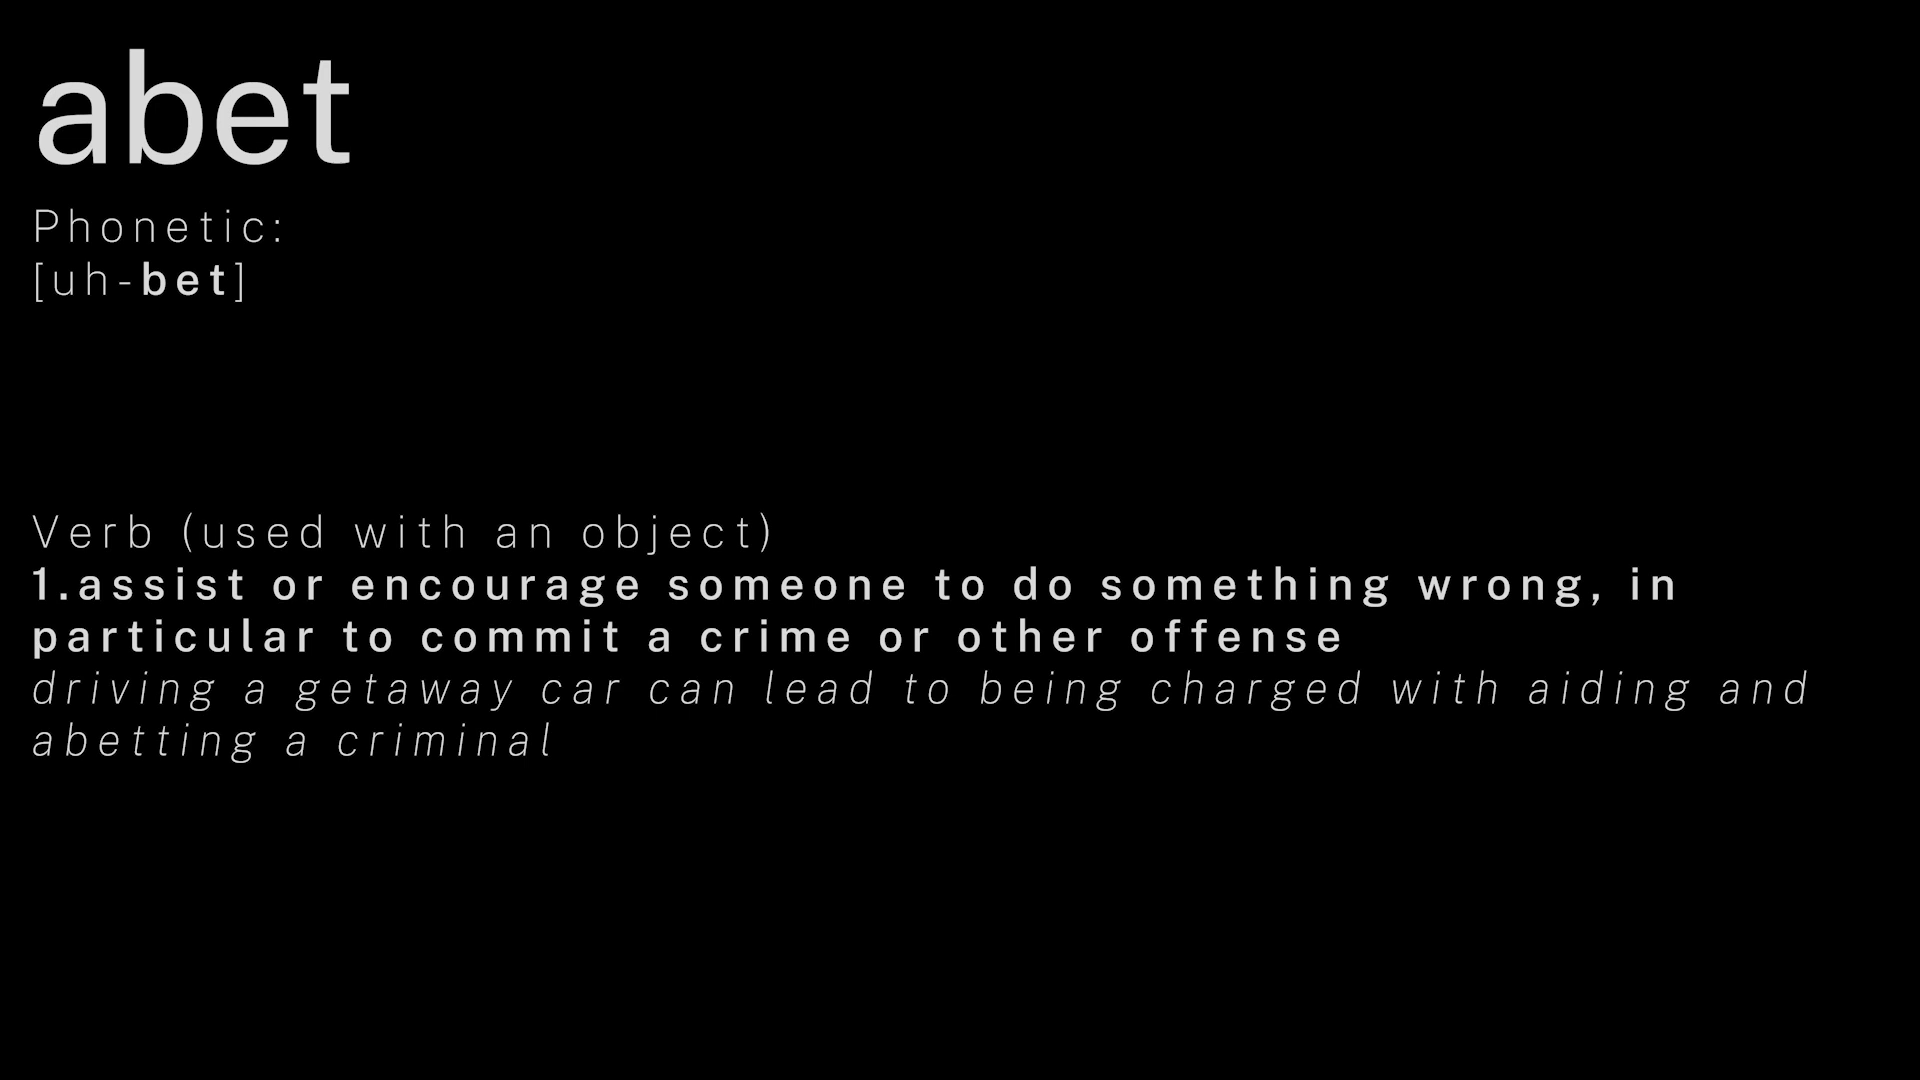 abet
Phonetic:
[uh-bet]
Verb (used with an object)
1.assist or encourage someone to do something wrong, in
particular to commit a crime or other offense
driving a getaway car can lead to being charged with aiding and
abetting a criminal